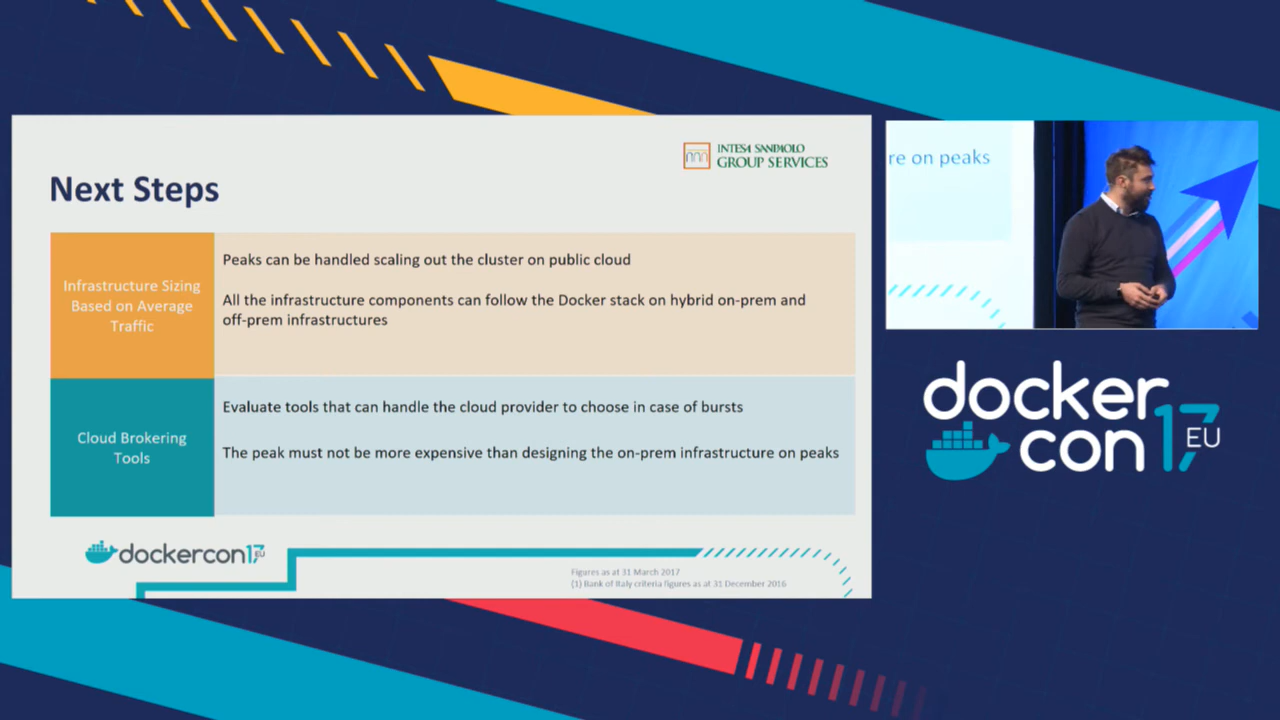 INTESA SANPAOLO
GROUP SERVICES
Next Steps
Infrastructure Sizing
Based on Average
Traffic
Peaks can be handled scaling out the cluster on public cloud
All the infrastructure components can follow the Docker stack on hybrid on-prem and
off-prem infrastructures
Cloud Brokering
Tools
Evaluate tools that can handle the cloud provider to choose in case of bursts
The peak must not be more expensive than designing the on-prem infrastructure on peaks
dockercon17 EU
Figures as at 31 March 2017
(1) Bank of Italy criteria figures as at 31 December 2016
re on peaks
docker
con 17 EU